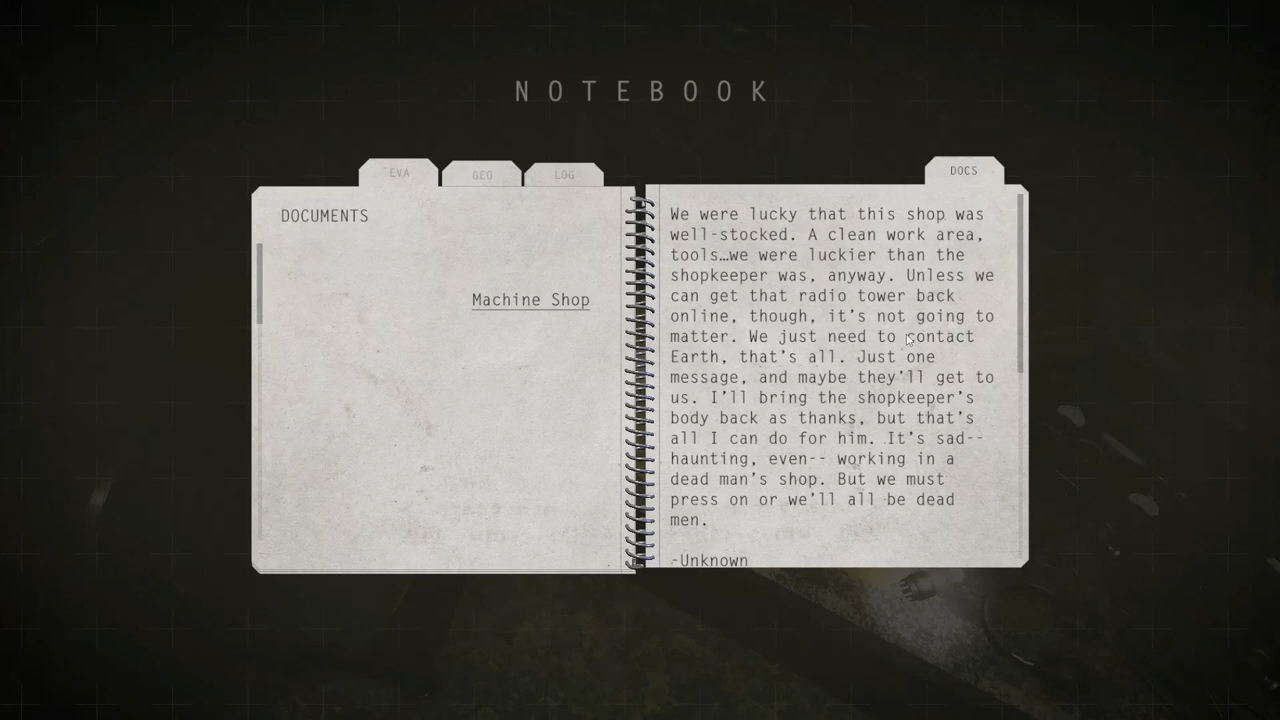 NOTEBOOK
EVA
GEO
LOG
DOCS
DOCUMENTS
Machine Shop
We were lucky that this shop was
well-stocked. A clean work area,
tools…we were luckier than the
shopkeeper was, anyway. Unless we
can get that radio tower back
online, though, it's not going to
matter. We just need to contact
Earth, that's all. Just one
message, and maybe they'll get to
us. I'll bring the shopkeeper's
body back as thanks, but that's
all I can do for him. It's sad--
haunting, even-- working in a
dead man's shop. But we must
press on or we'll all be dead
men.
-Unknown